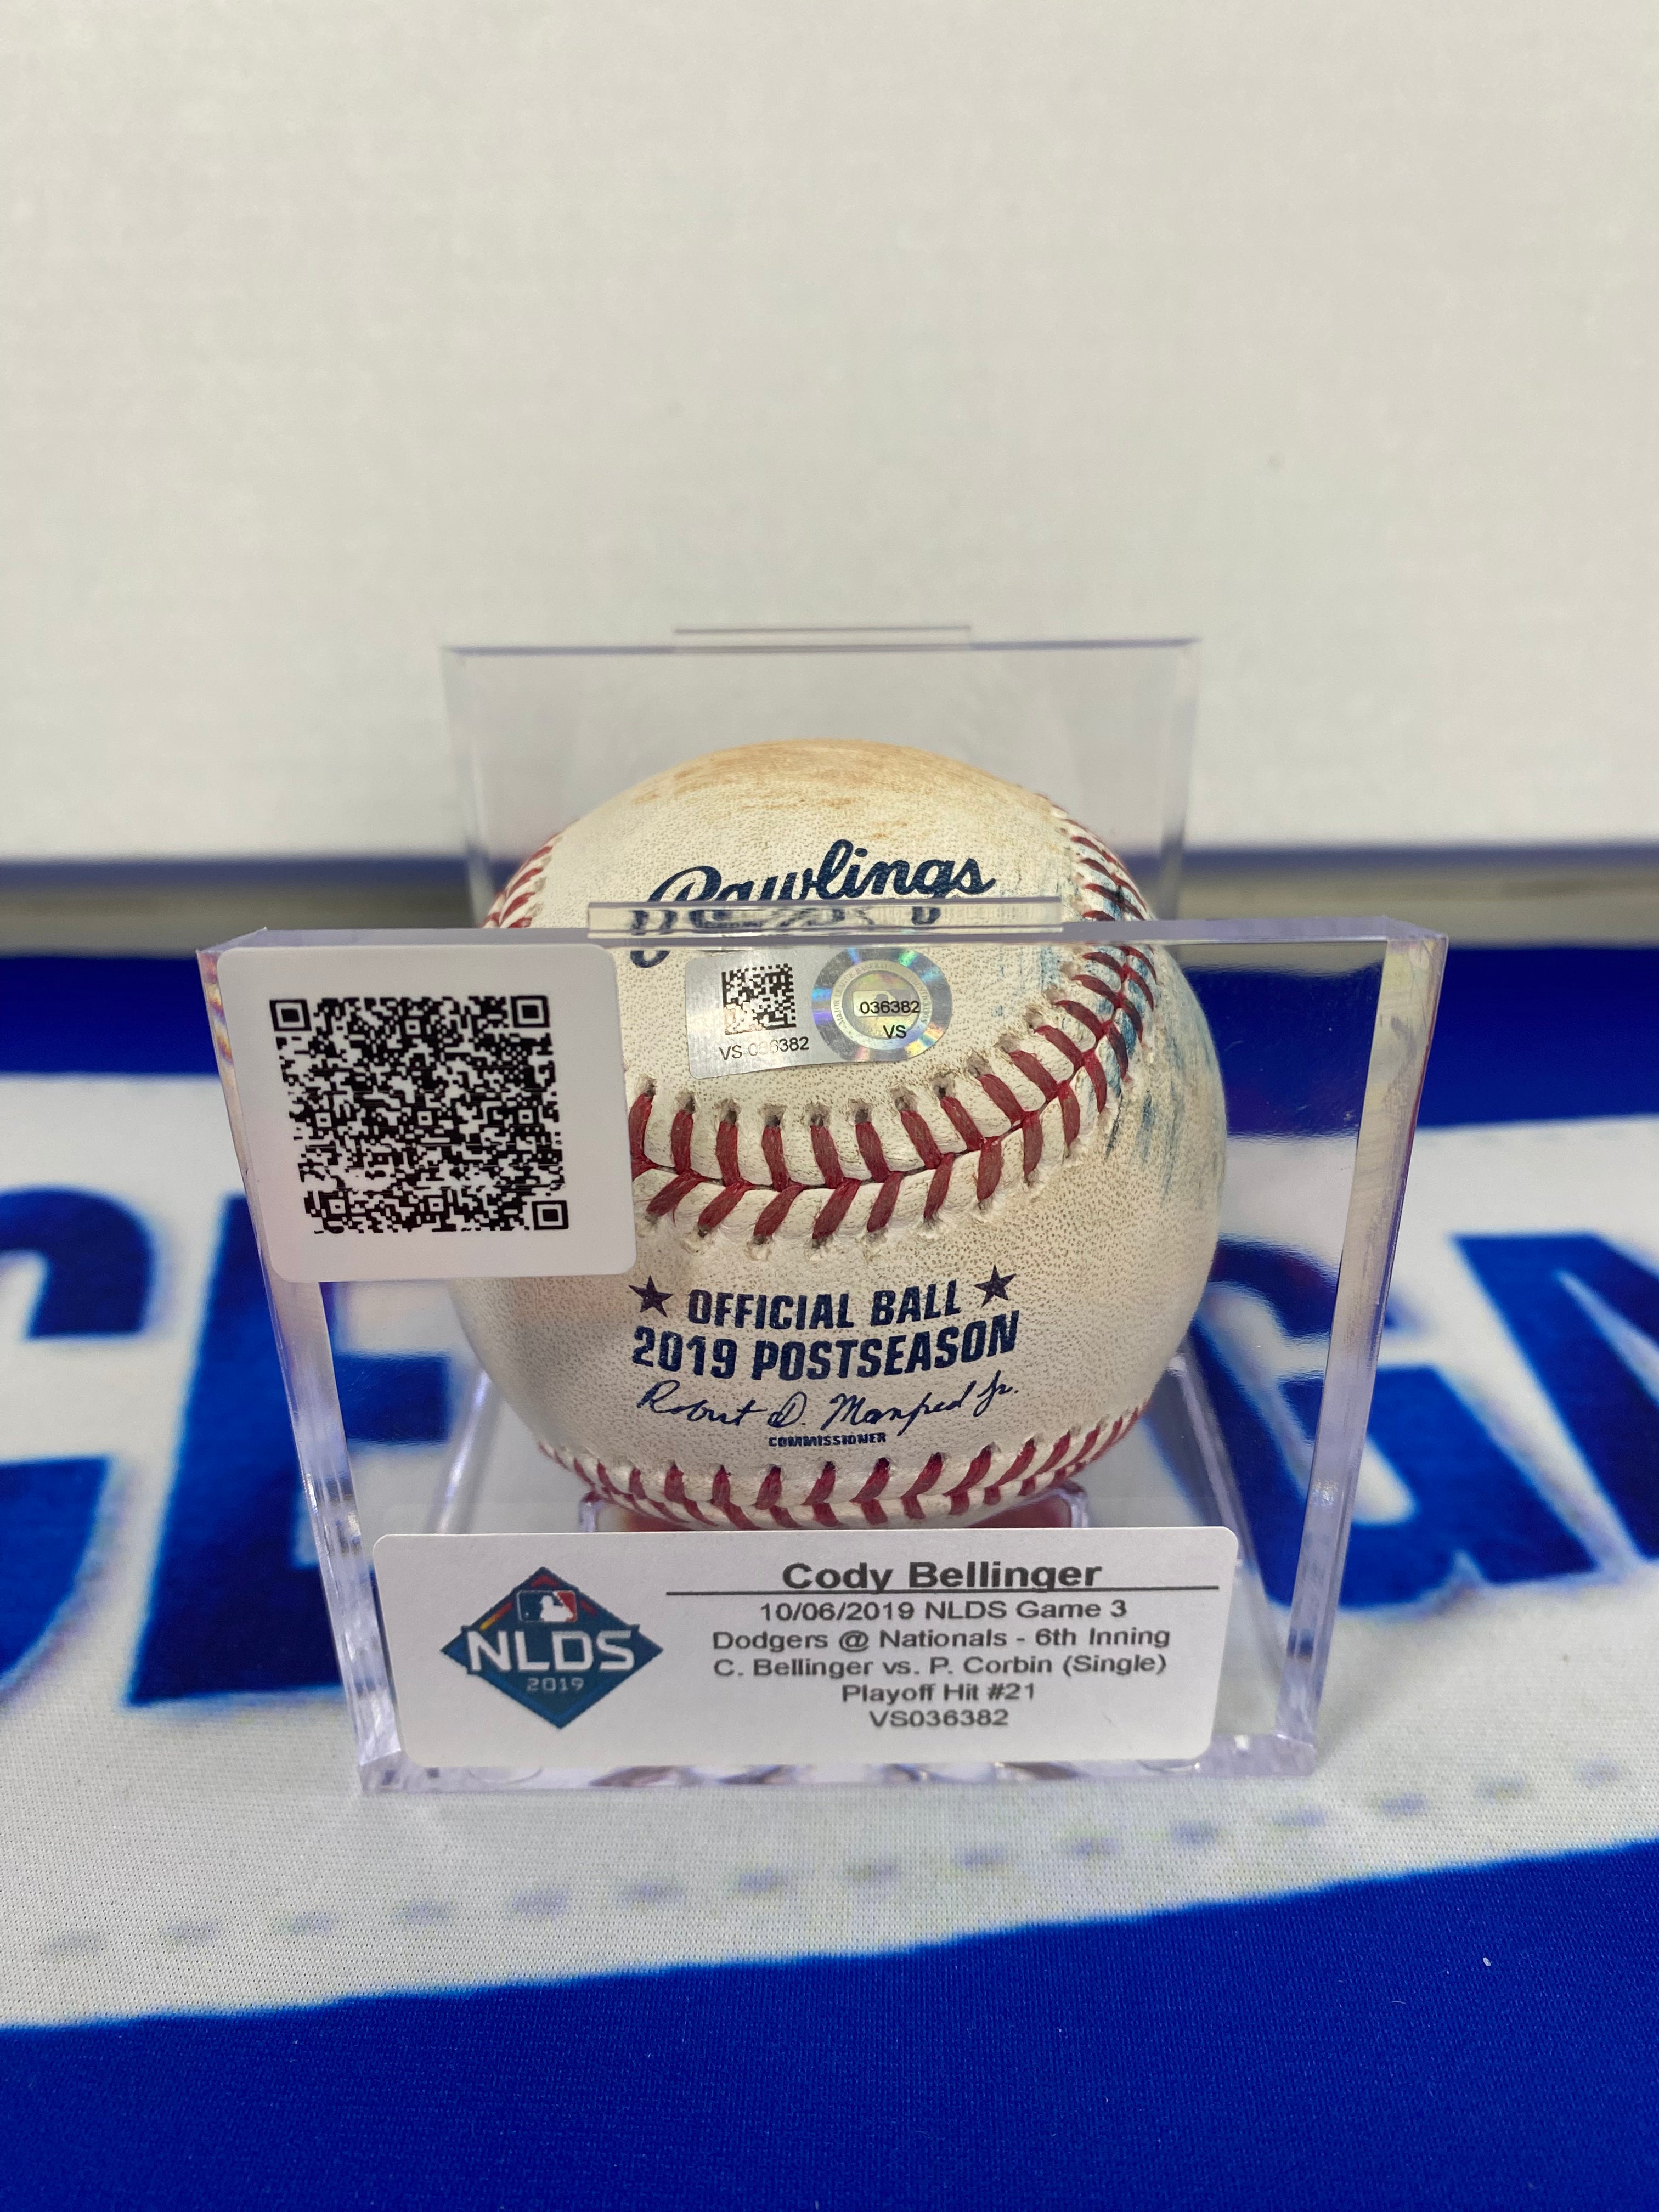 Rawlings
036382
VS
VS 036382
★ OFFICIAL BALL ★
2019 POSTSEASON
Robert D. Manfred Jr.
COMMISSIONER
NLDS
2019
Cody Bellinger
10/06/2019 NLDS Game 3
Dodgers @ Nationals - 6th Inning
C. Bellinger vs. P. Corbin (Single)
Playoff Hit #21
VS036382